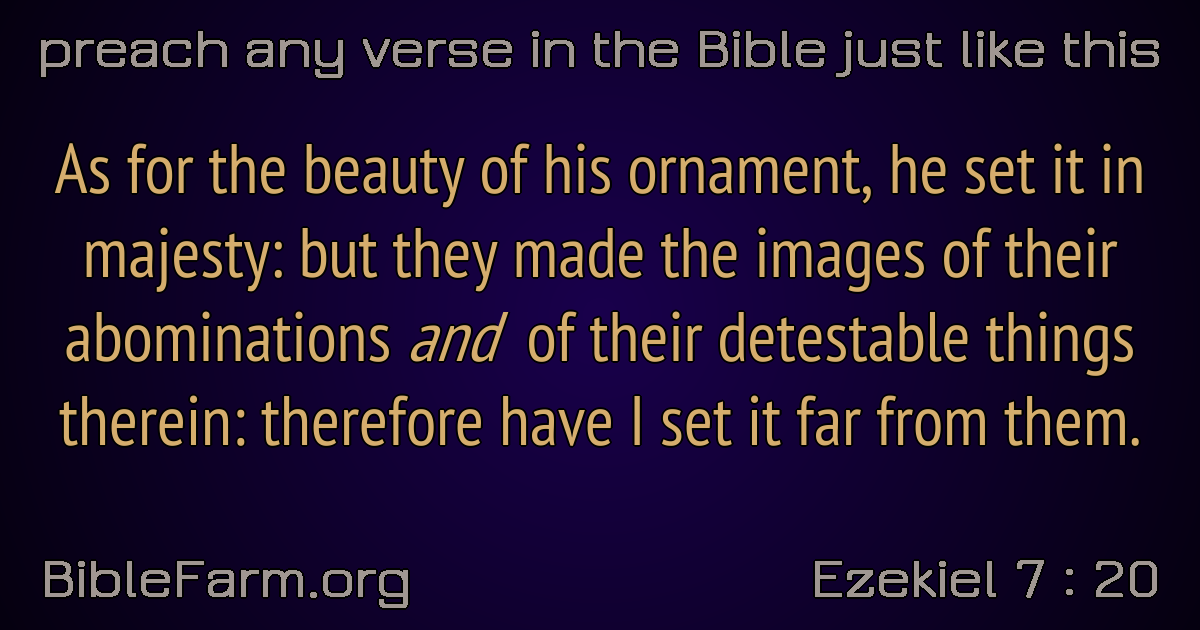 preach any verse in the Bible just like this
As for the beauty of his ornament, he set it in
majesty: but they made the images of their
abominations and of their detestable things
therein: therefore have I set it far from them.
BibleFarm.org
Ezekiel 7 : 20